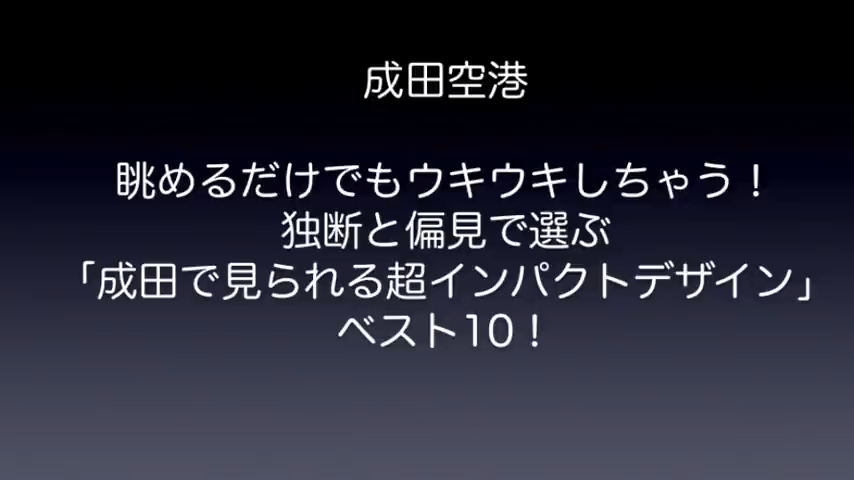 成田空港
眺めるだけでもウキウキしちゃう！
独断と偏見で選ぶ
「成田で見られる超インパクトデザイン」
ベスト10！